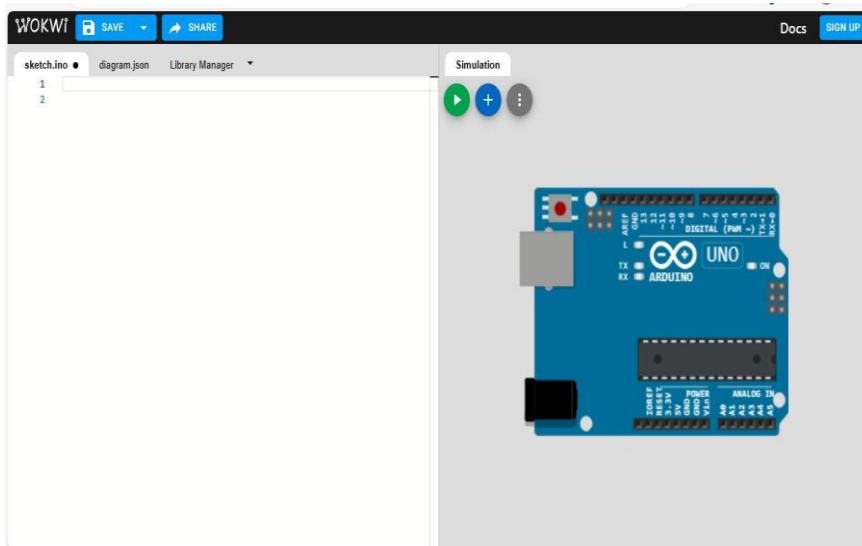 WOKWI SAVE SHARE Docs SIGN UP
sketch.ino ● diagram.json Library Manager
Simulation
1
2
AREF GND 13 12 ~11 ~10 ~9 8 7 ~6 ~5 4 ~3 2 TX→1 RX←0
DIGITAL (PWM ~)
L
UNO
TX ON
RX ARDUINO
POWER ANALOG IN
IOREF RESET 3.3V 5V GND GND Vin A0 A1 A2 A3 A4 A5